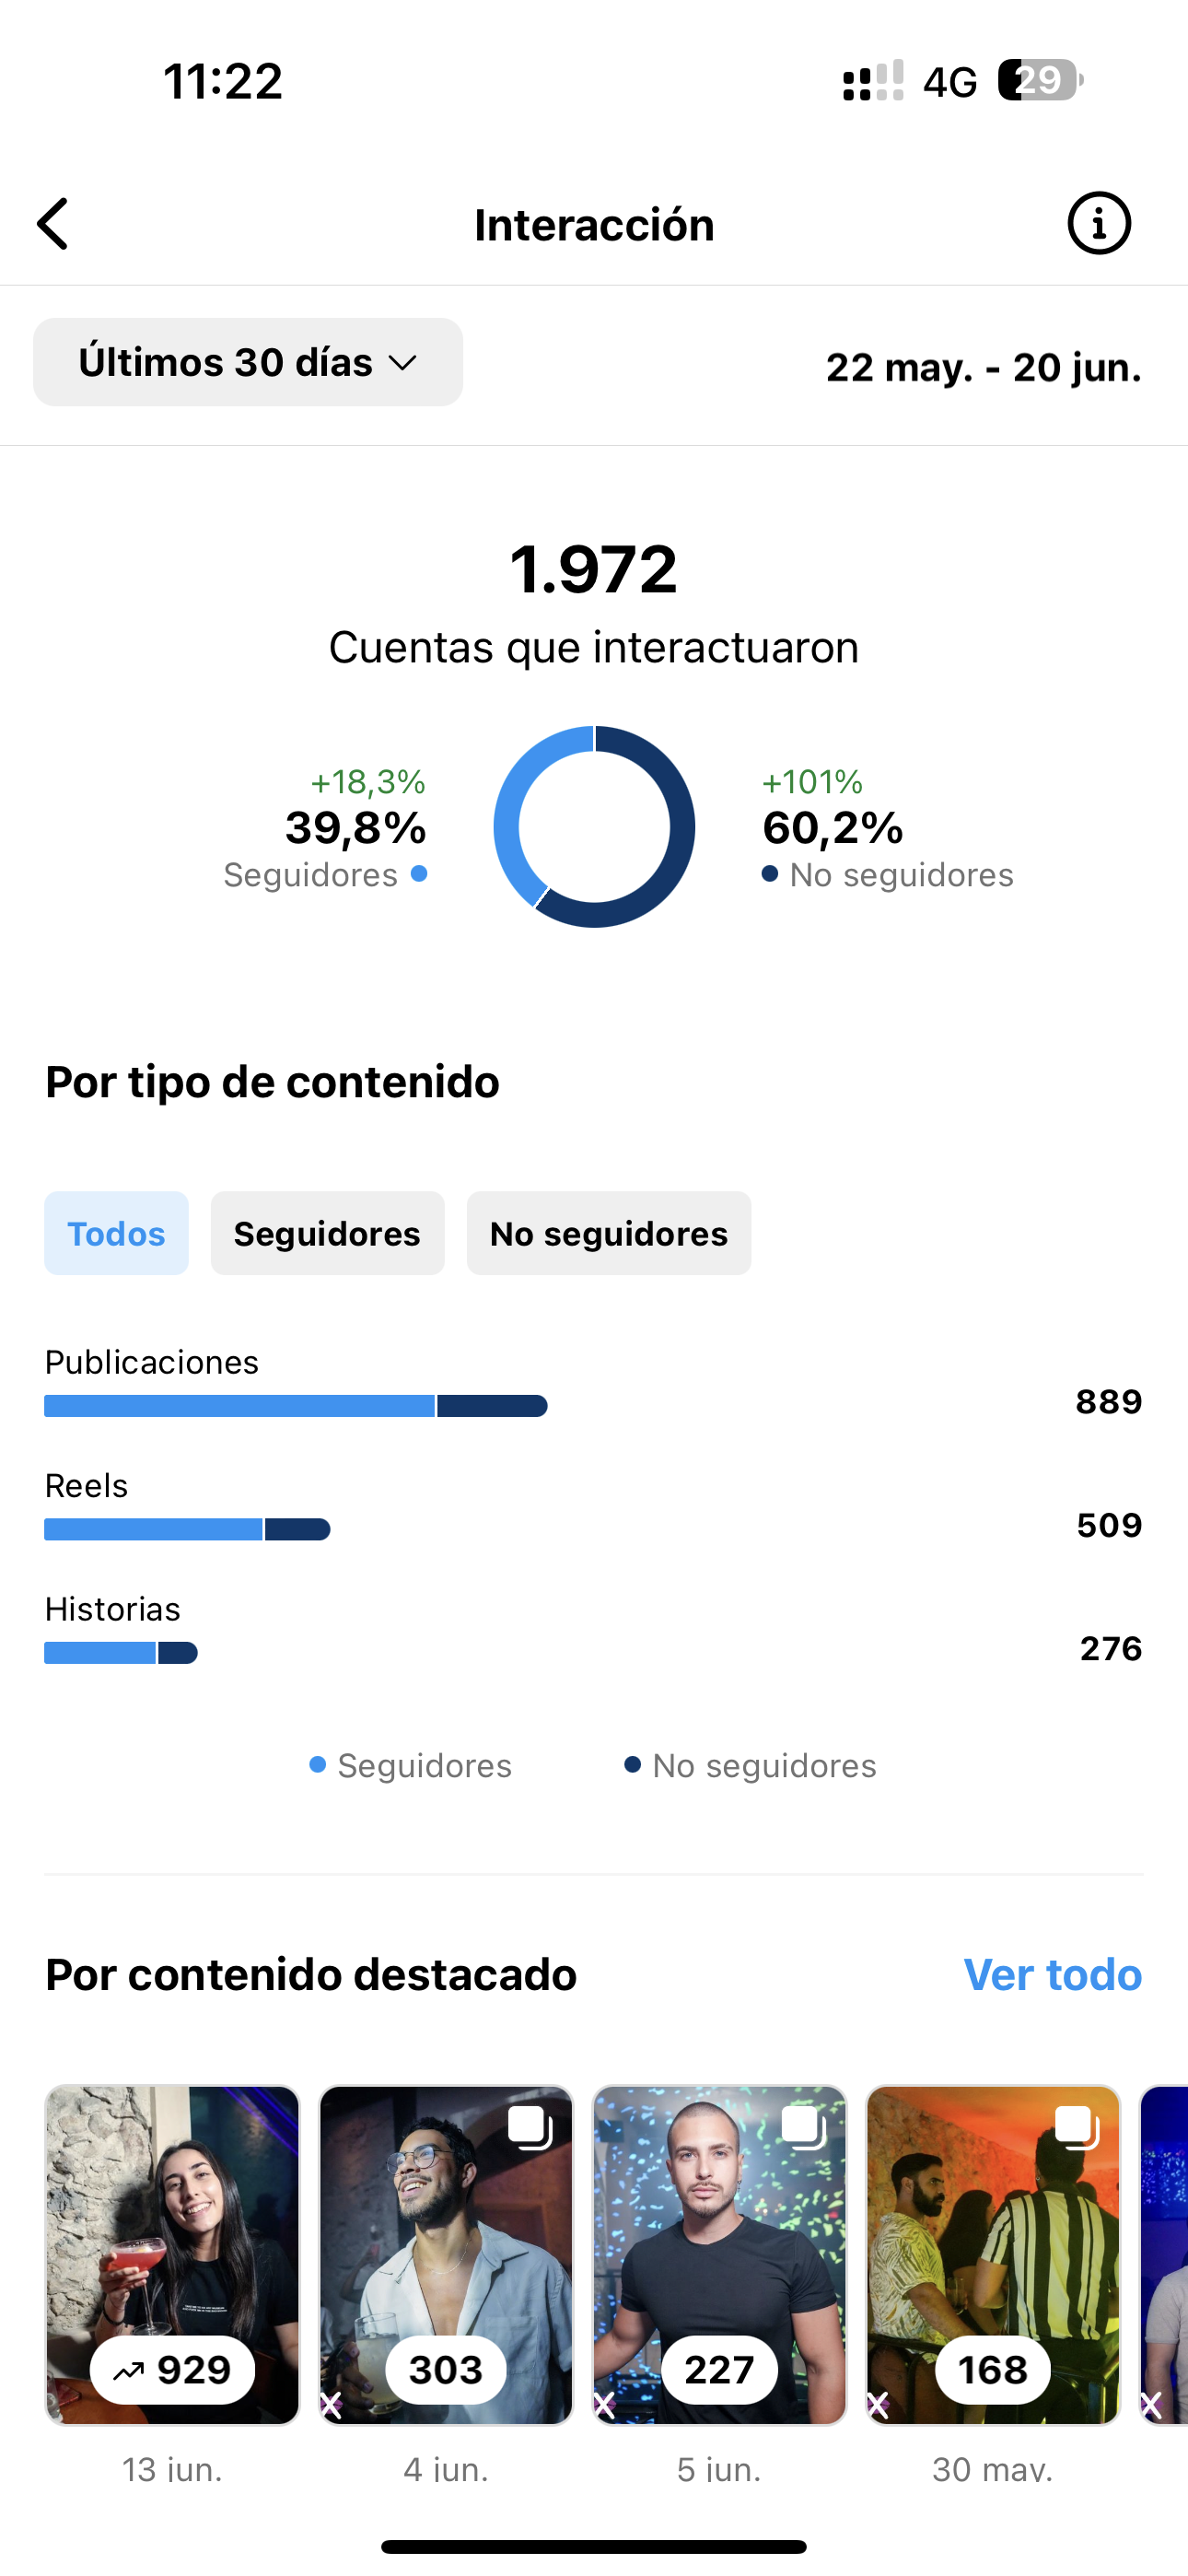 11:22
4G 29
Interacción
Últimos 30 días
22 may. - 20 jun.
1.972
Cuentas que interactuaron
+18,3%
39,8%
Seguidores
+101%
60,2%
No seguidores
Por tipo de contenido
Todos Seguidores No seguidores
Publicaciones
889
Reels
509
Historias
276
Seguidores No seguidores
Por contenido destacado Ver todo
929 303 227 168
13 jun. 4 jun. 5 jun. 30 may.